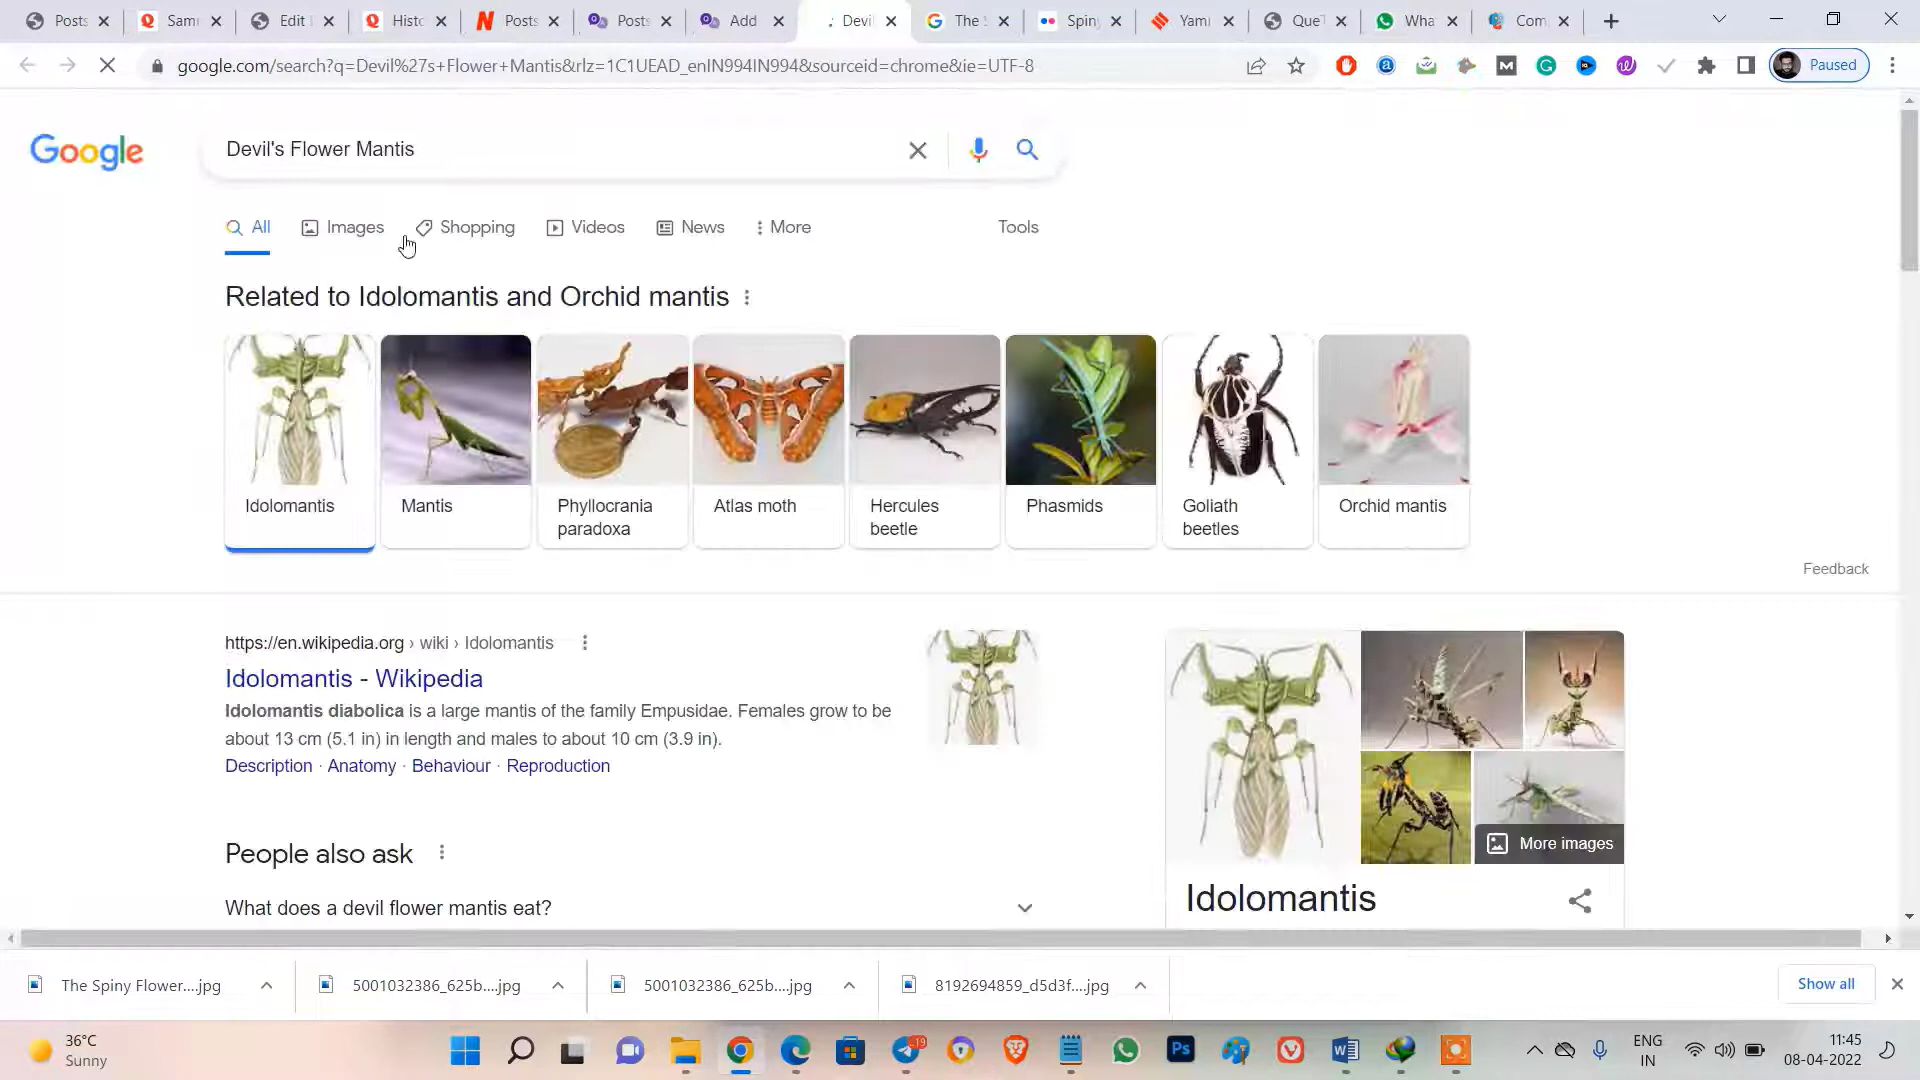 Posts
Sam
Edit
Histo
Posts
Posts
Add
Devil
The
Spiny
Yami
Que
Wha
Com
google.com/search?q=Devil%27s+Flower+Mantis&rlz=1C1UEAD_enIN994IN994&sourceid=chrome&ie=UTF-8
Paused
Google
Devil's Flower Mantis
All
Images
Shopping
Videos
News
More
Tools
Related to Idolomantis and Orchid mantis
Idolomantis
Mantis
Phyllocrania
paradoxa
Atlas moth
Hercules
beetle
Phasmids
Goliath
beetles
Orchid mantis
Feedback
https://en.wikipedia.org › wiki › Idolomantis
Idolomantis - Wikipedia
Idolomantis diabolica is a large mantis of the family Empusidae. Females grow to be
about 13 cm (5.1 in) in length and males to about 10 cm (3.9 in).
Description · Anatomy · Behaviour · Reproduction
People also ask
What does a devil flower mantis eat?
More images
Idolomantis
The Spiny Flower....jpg
5001032386_625b....jpg
5001032386_625b....jpg
8192694859_d5d3f....jpg
Show all
36°C
Sunny
19
Ps
ENG
IN
11:45
08-04-2022